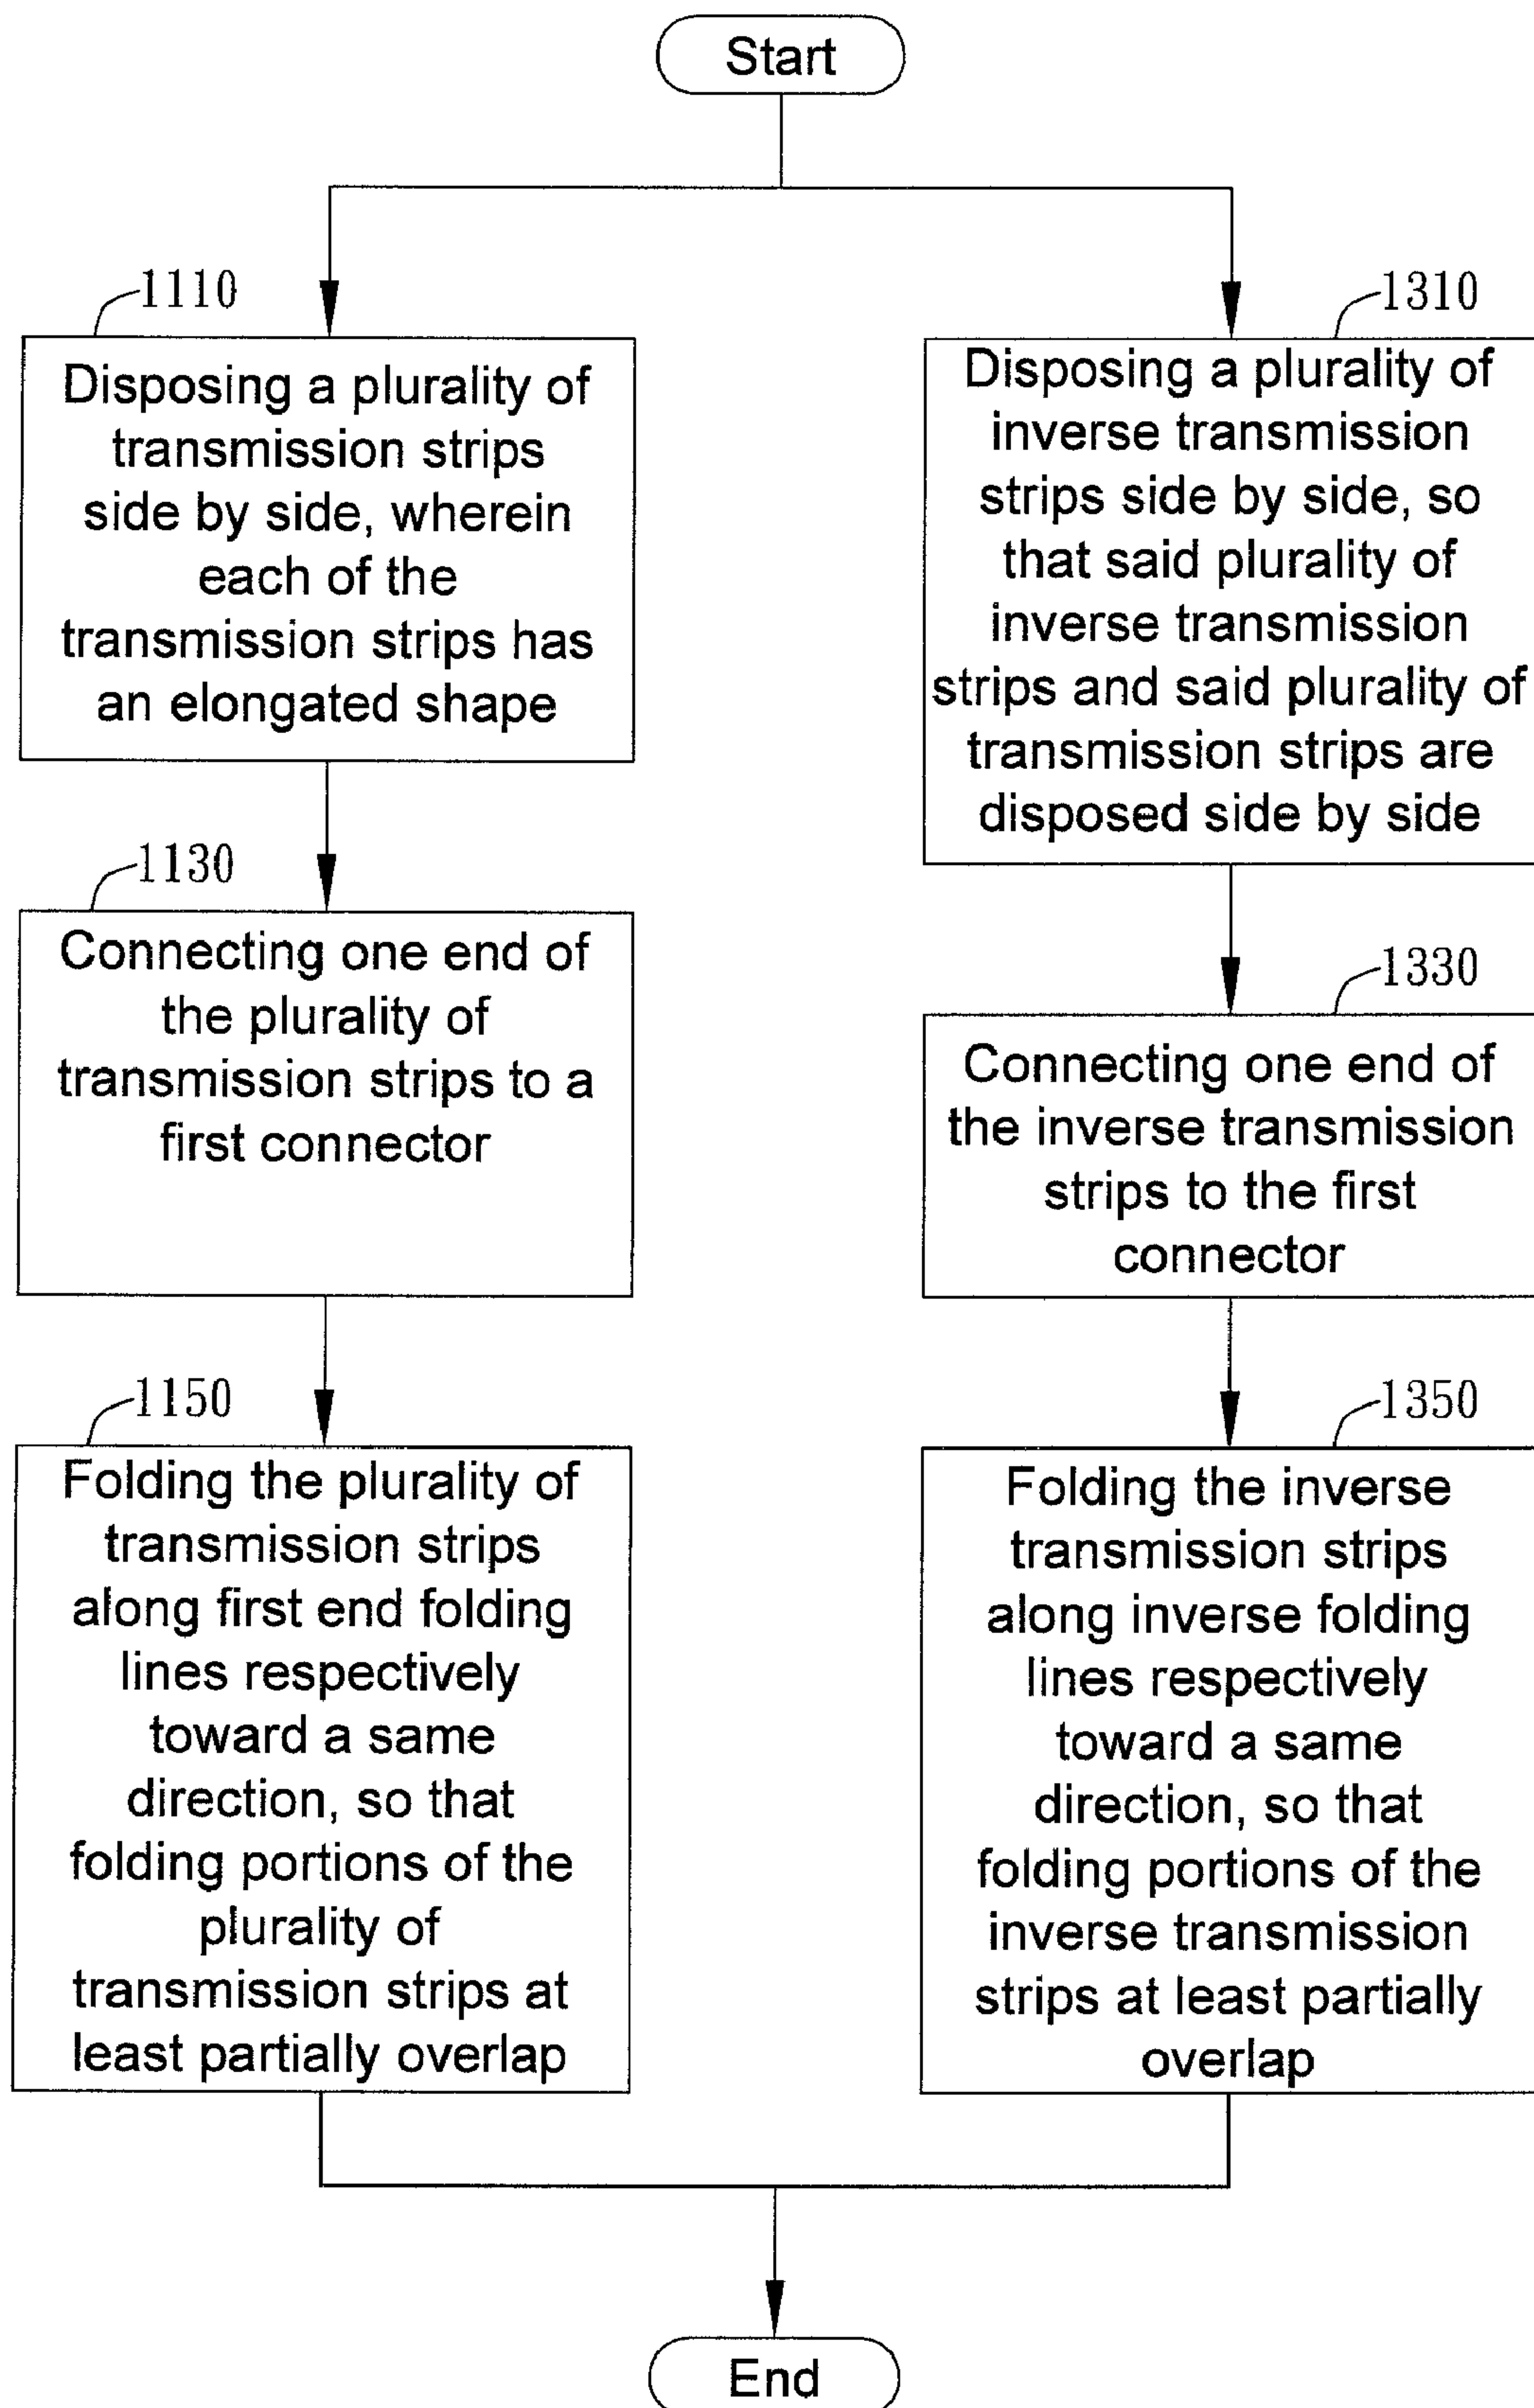 Start
1110
Disposing a plurality of
transmission strips
side by side, wherein
each of the
transmission strips has
an elongated shape
1130
Connecting one end of
the plurality of
transmission strips to a
first connector
1150
Folding the plurality of
transmission strips
along first end folding
lines respectively
toward a same
direction, so that
folding portions of the
plurality of
transmission strips at
least partially overlap
1310
Disposing a plurality of
inverse transmission
strips side by side, so
that said plurality of
inverse transmission
strips and said plurality of
transmission strips are
disposed side by side
1330
Connecting one end of
the inverse transmission
strips to the first
connector
1350
Folding the inverse
transmission strips
along inverse folding
lines respectively
toward a same
direction, so that
folding portions of the
inverse transmission
strips at least partially
overlap
End